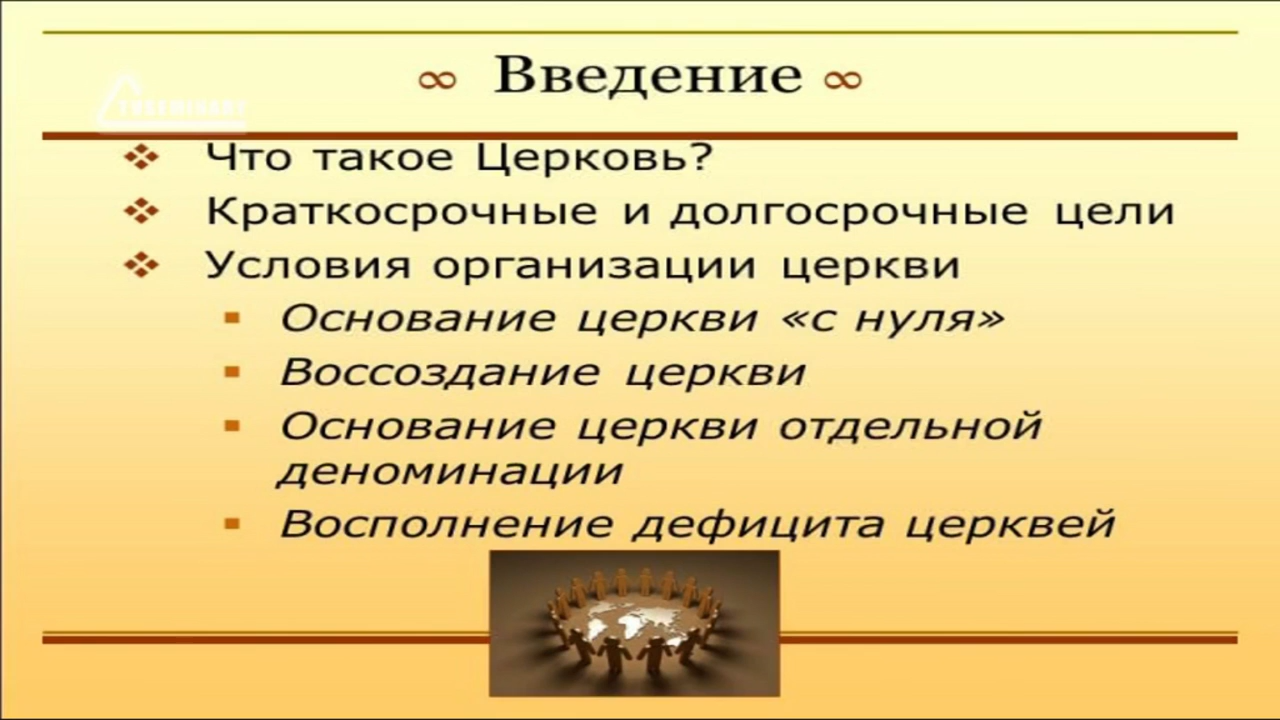 ∞ Введение ∞
Что такое Церковь?
Краткосрочные и долгосрочные цели
Условия организации церкви
Основание церкви «с нуля»
Воссоздание церкви
Основание церкви отдельной
деноминации
Восполнение дефицита церквей